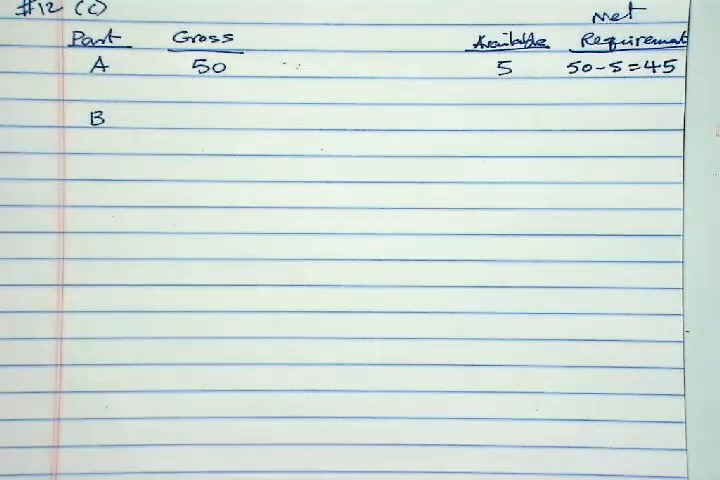 #12 (c)
Net
Part Gross Available Requirement
A 50 5 50-5=45
B